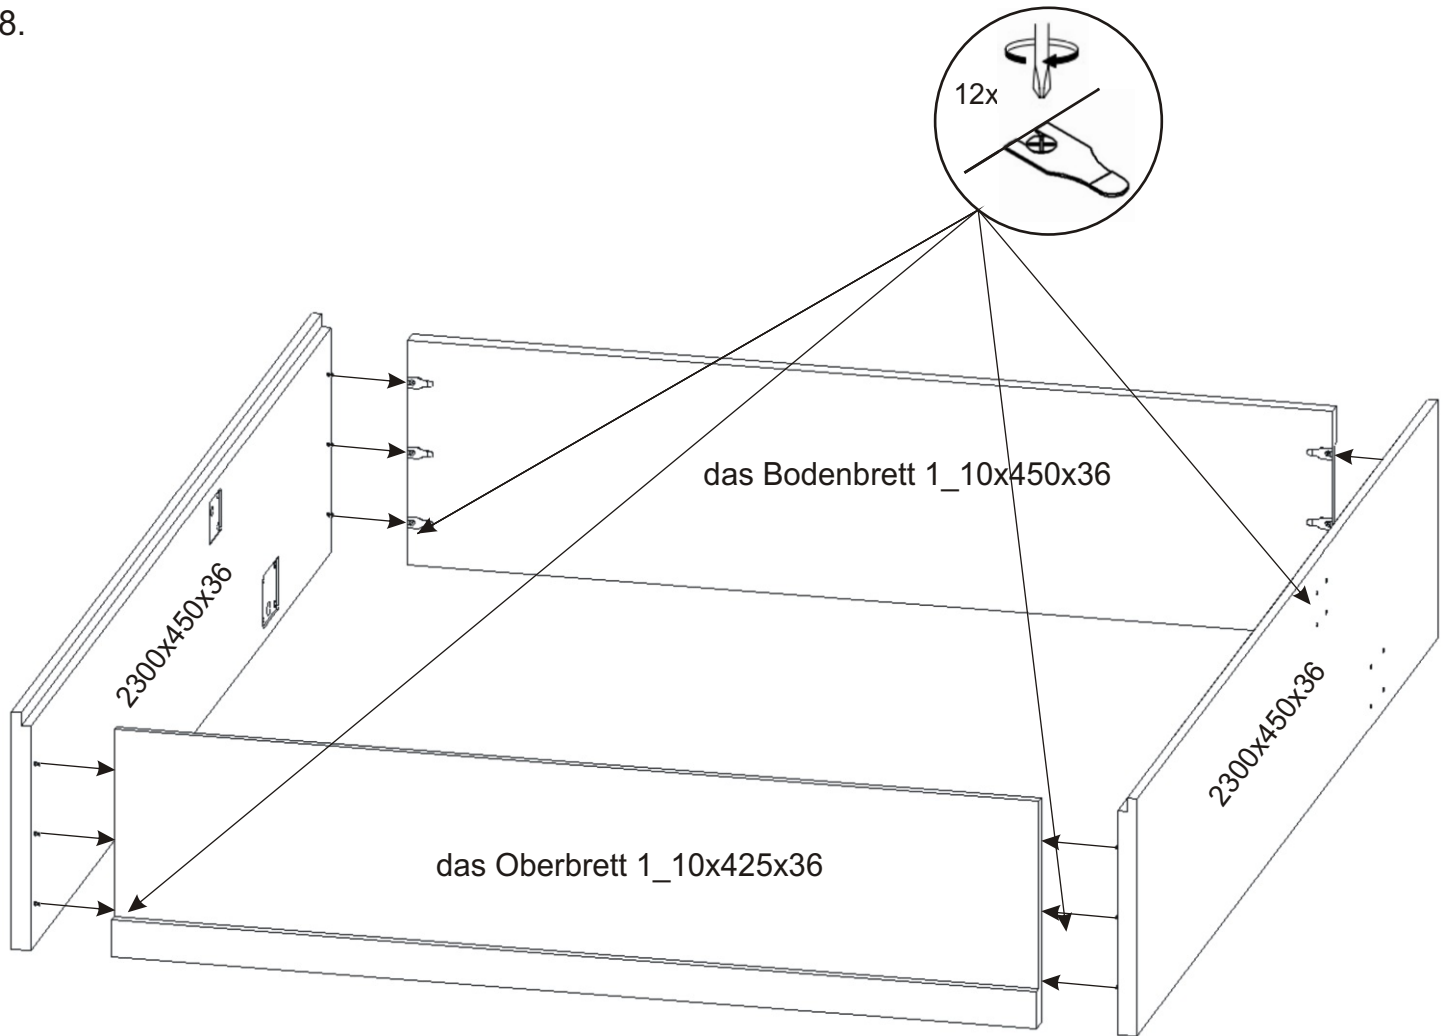 8.
12x
das Bodenbrett 1_10x450x36
2300x450x36
2300x450x36
das Oberbrett 1_10x425x36